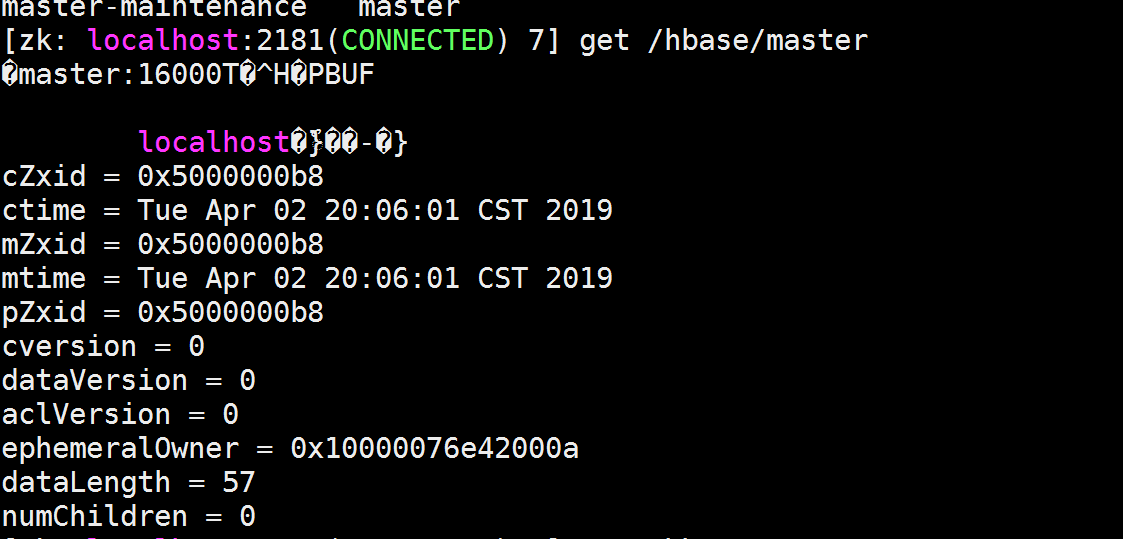 master-maintenance   master
[zk: localhost:2181(CONNECTED) 7] get /hbase/master
�master:16000T�^H�PBUF
localhost�}��-�}
cZxid = 0x5000000b8
ctime = Tue Apr 02 20:06:01 CST 2019
mZxid = 0x5000000b8
mtime = Tue Apr 02 20:06:01 CST 2019
pZxid = 0x5000000b8
cversion = 0
dataVersion = 0
aclVersion = 0
ephemeralOwner = 0x10000076e42000a
dataLength = 57
numChildren = 0